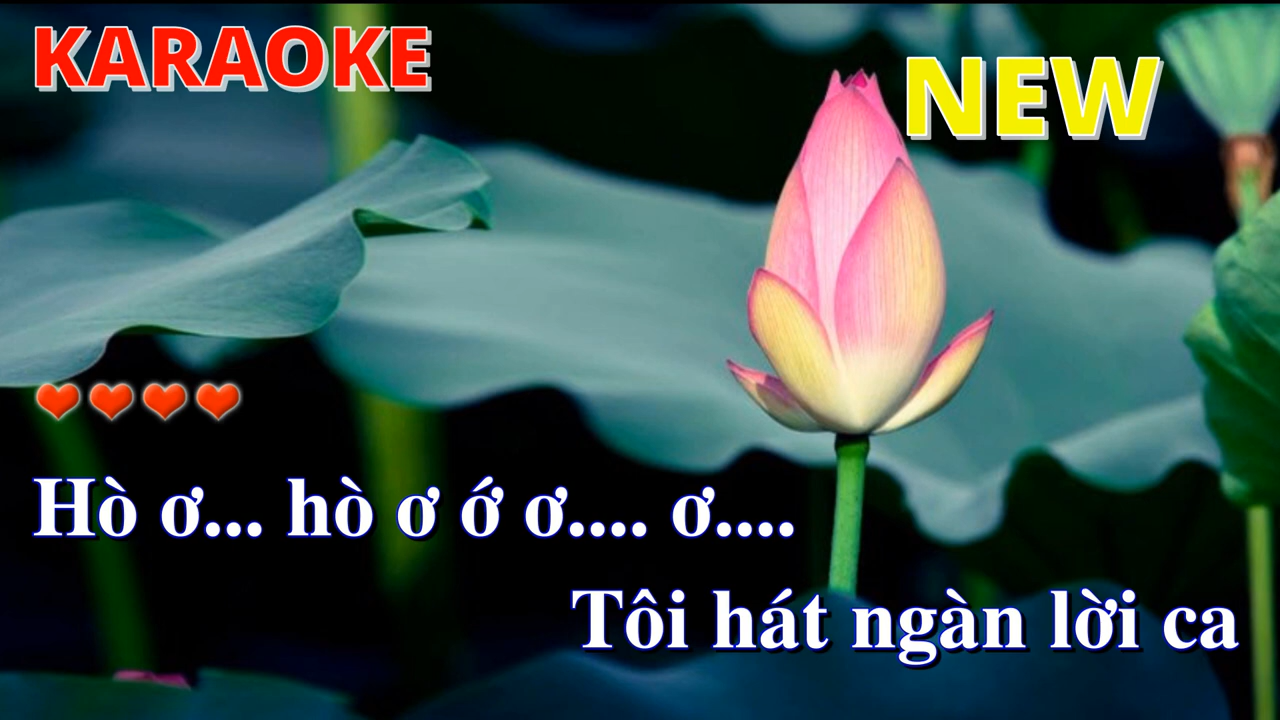 KARAOKE
NEW
Hò ơ... hò ơ ớ ơ.... ơ....
Tôi hát ngàn lời ca